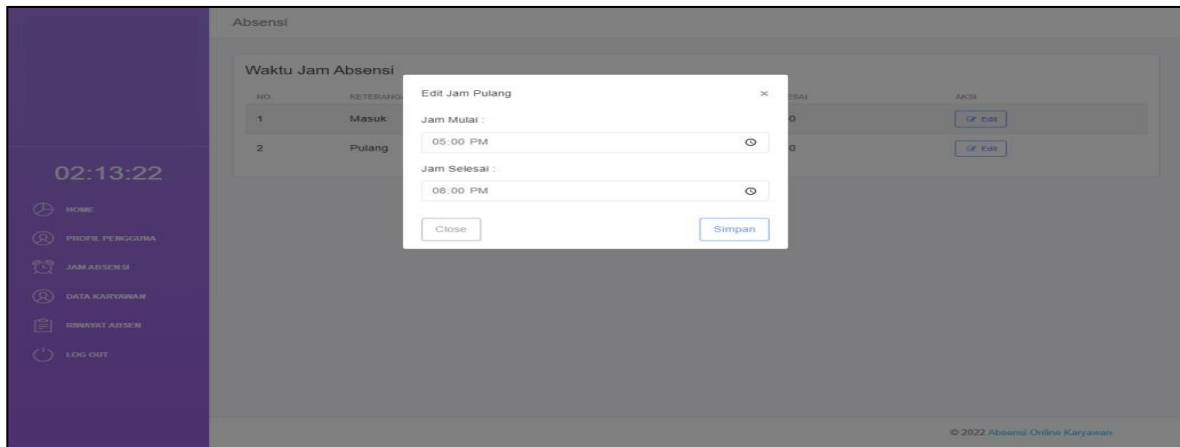 Absensi
Waktu Jam Absensi
NO. KETERANGA ESAI AKSI
1 Masuk 0 Edit
2 Pulang 0 Edit
Edit Jam Pulang ×
Jam Mulai :
05:00 PM
Jam Selesai :
08:00 PM
Close Simpan
02:13:22
HOME
PROFIL PENGGUNA
JAM ABSENSI
DATA KARYAWAN
RIWAYAT ABSEN
LOG OUT
© 2022 Absensi Online Karyawan